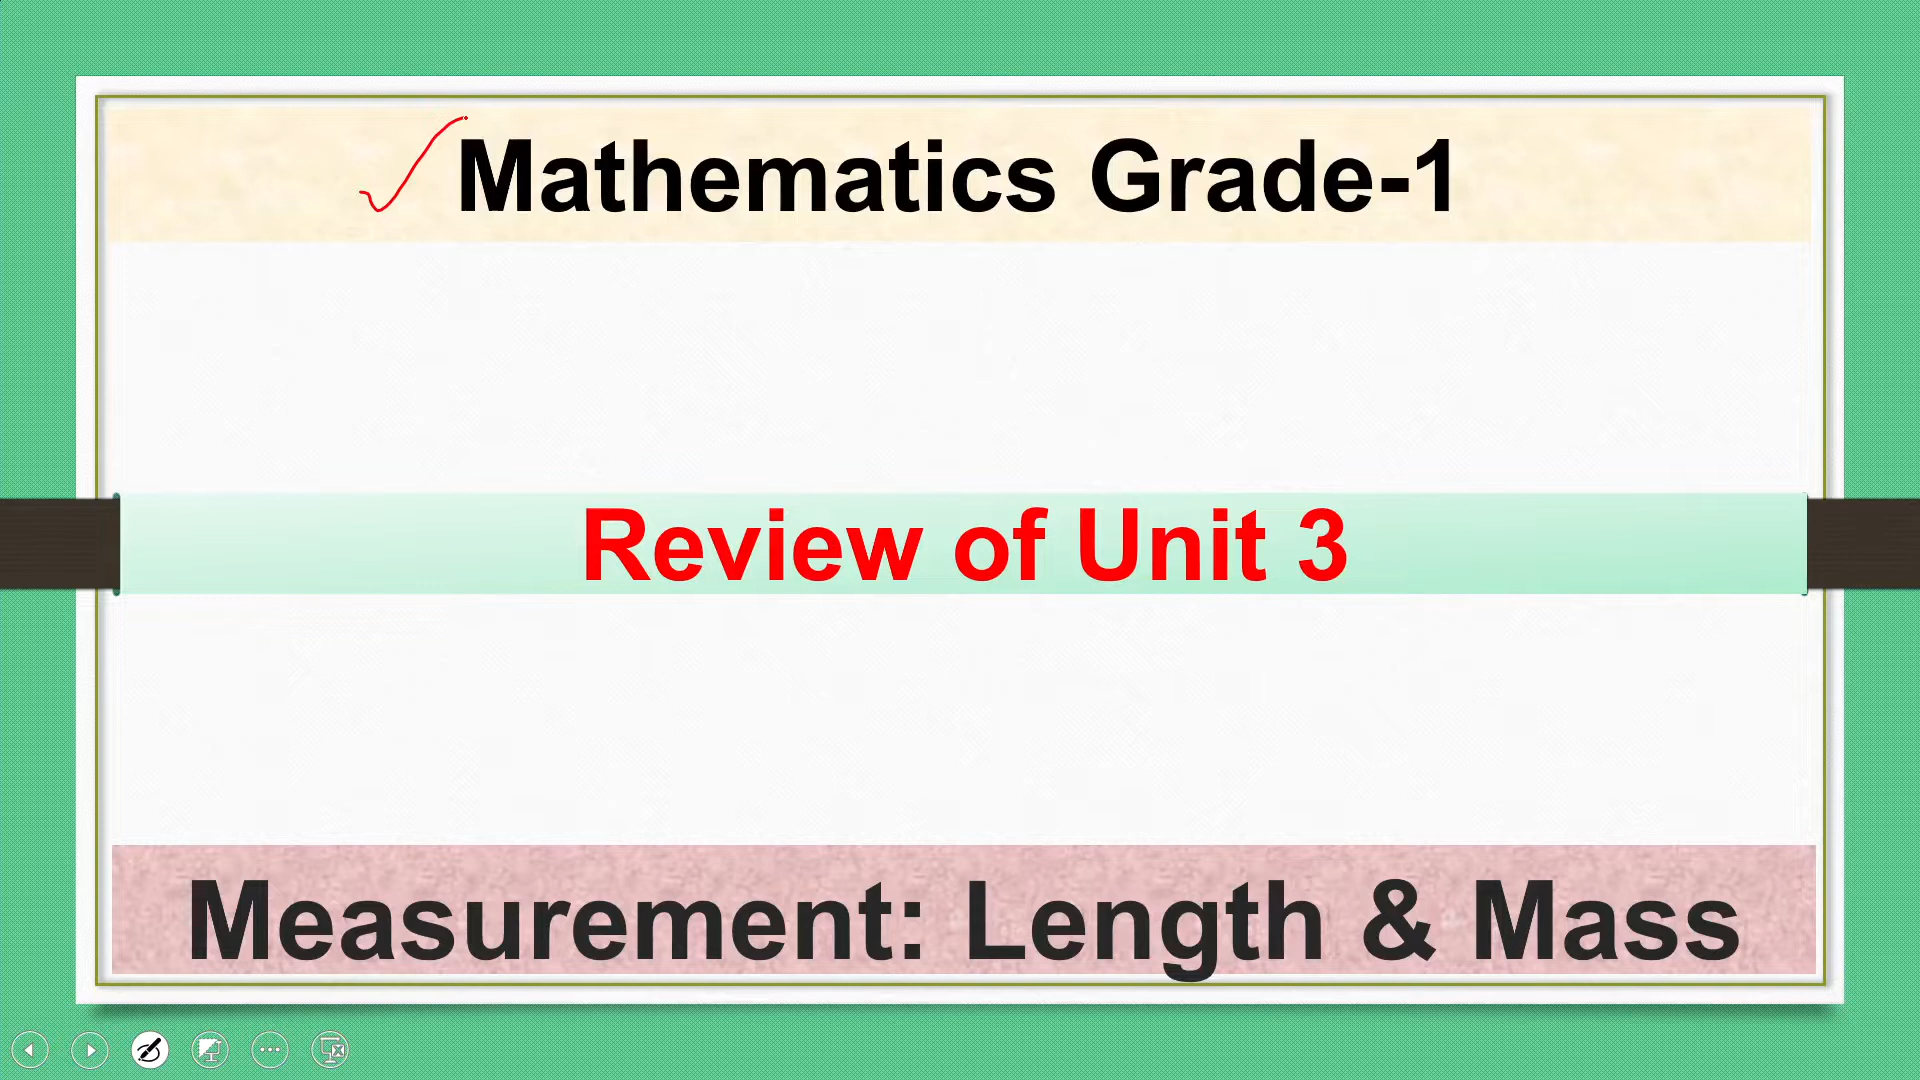 Mathematics Grade-1
Review of Unit 3
Measurement: Length & Mass